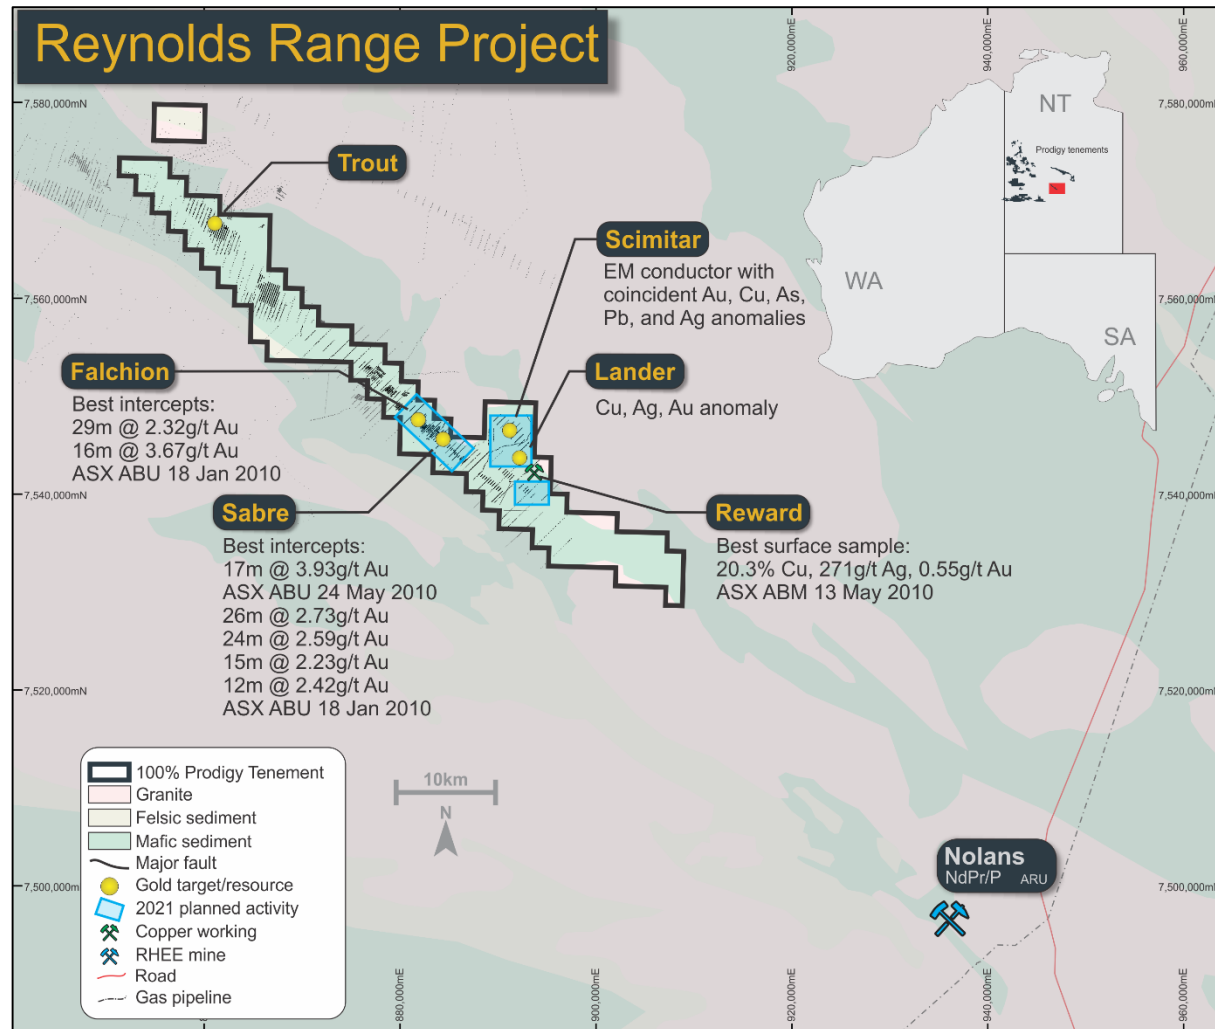 Reynolds Range Project
920,000mE
940,000mE
960,000mE
7,580,000mN
7,580,000mN
NT
Prodigy tenements
WA
SA
Trout
Scimitar
EM conductor with
coincident Au, Cu, As,
Pb, and Ag anomalies
7,560,000mN
7,560,000mN
Falchion
Best intercepts:
29m @ 2.32g/t Au
16m @ 3.67g/t Au
ASX ABU 18 Jan 2010
Lander
Cu, Ag, Au anomaly
7,540,000mN
7,540,000mN
Sabre
Best intercepts:
17m @ 3.93g/t Au
ASX ABU 24 May 2010
26m @ 2.73g/t Au
24m @ 2.59g/t Au
15m @ 2.23g/t Au
12m @ 2.42g/t Au
ASX ABU 18 Jan 2010
Reward
Best surface sample:
20.3% Cu, 271g/t Ag, 0.55g/t Au
ASX ABM 13 May 2010
7,520,000mN
7,520,000mN
100% Prodigy Tenement
Granite
Felsic sediment
Mafic sediment
Major fault
Gold target/resource
2021 planned activity
Copper working
RHEE mine
Road
Gas pipeline
10km
N
Nolans
NdPr/P ARU
7,500,000mN
7,500,000mN
880,000mE
900,000mE
940,000mE
960,000mE